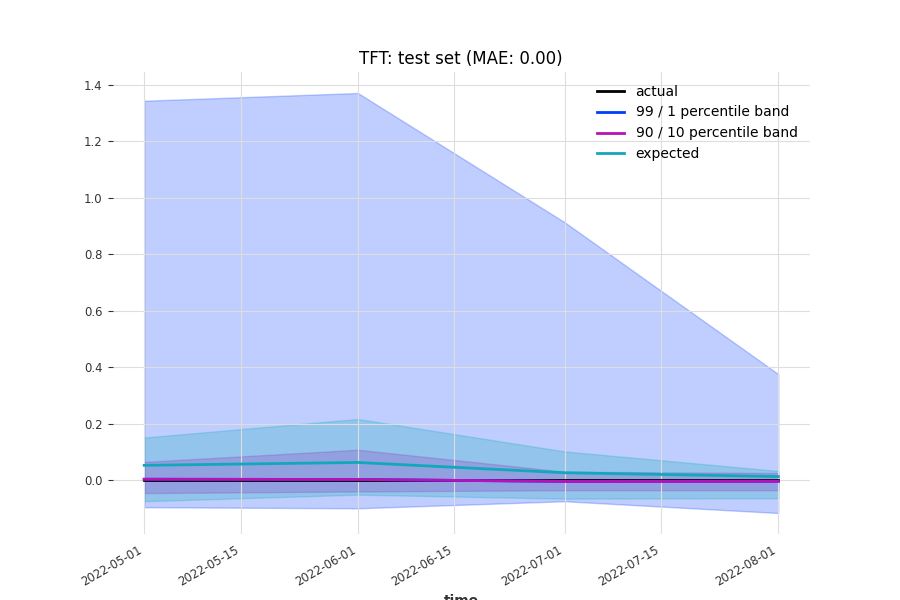 TFT: test set (MAE: 0.00)
actual
99 / 1 percentile band
90 / 10 percentile band
expected
1.4
1.2
1.0
0.8
0.6
0.4
0.2
0.0
2022-05-01
2022-05-15
2022-06-01
2022-06-15
2022-07-01
2022-07-15
2022-08-01
time